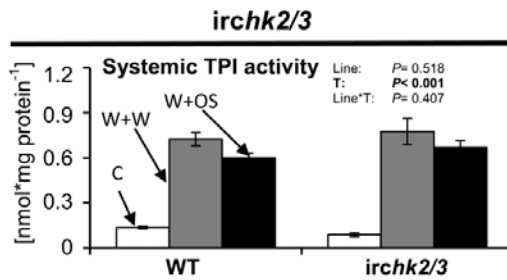 irchk2/3
Systemic TPI activity
Line: P= 0.518
T: P< 0.001
Line*T: P= 0.407
[nmol*mg protein-1]
1.2
0.9
0.6
0.3
0
W+W
W+OS
C
WT
irchk2/3